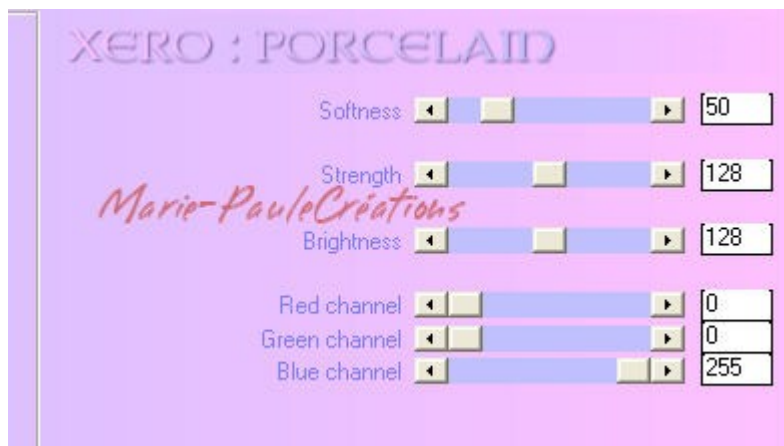 XERO : PORCELAIN
Softness 50
Strength 128
Marie-PauleCréations
Brightness 128
Red channel 0
Green channel 0
Blue channel 255